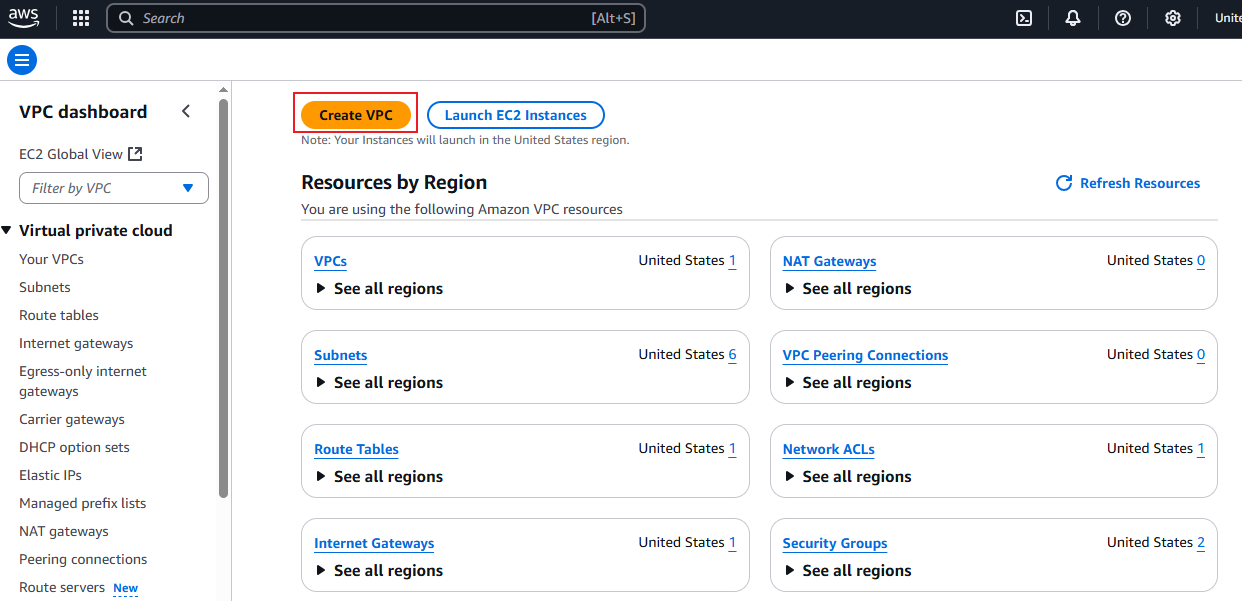 aws
Search [Alt+S]
VPC dashboard
EC2 Global View
Filter by VPC
Virtual private cloud
Your VPCs
Subnets
Route tables
Internet gateways
Egress-only internet
gateways
Carrier gateways
DHCP option sets
Elastic IPs
Managed prefix lists
NAT gateways
Peering connections
Route servers New
Create VPC Launch EC2 Instances
Note: Your Instances will launch in the United States region.
Resources by Region Refresh Resources
You are using the following Amazon VPC resources
VPCs United States 1
See all regions
NAT Gateways United States 0
See all regions
Subnets United States 6
See all regions
VPC Peering Connections United States 0
See all regions
Route Tables United States 1
See all regions
Network ACLs United States 1
See all regions
Internet Gateways United States 1
See all regions
Security Groups United States 2
See all regions